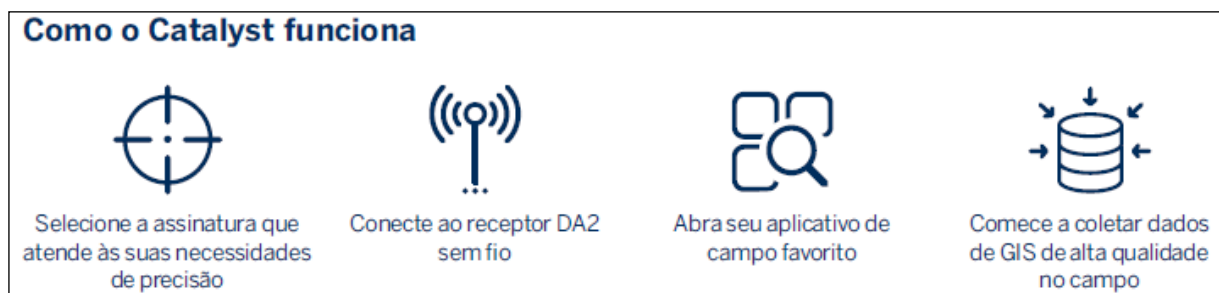 Como o Catalyst funciona
Selecione a assinatura que
atende às suas necessidades
de precisão
Conecte ao receptor DA2
sem fio
Abra seu aplicativo de
campo favorito
Comece a coletar dados
de GIS de alta qualidade
no campo